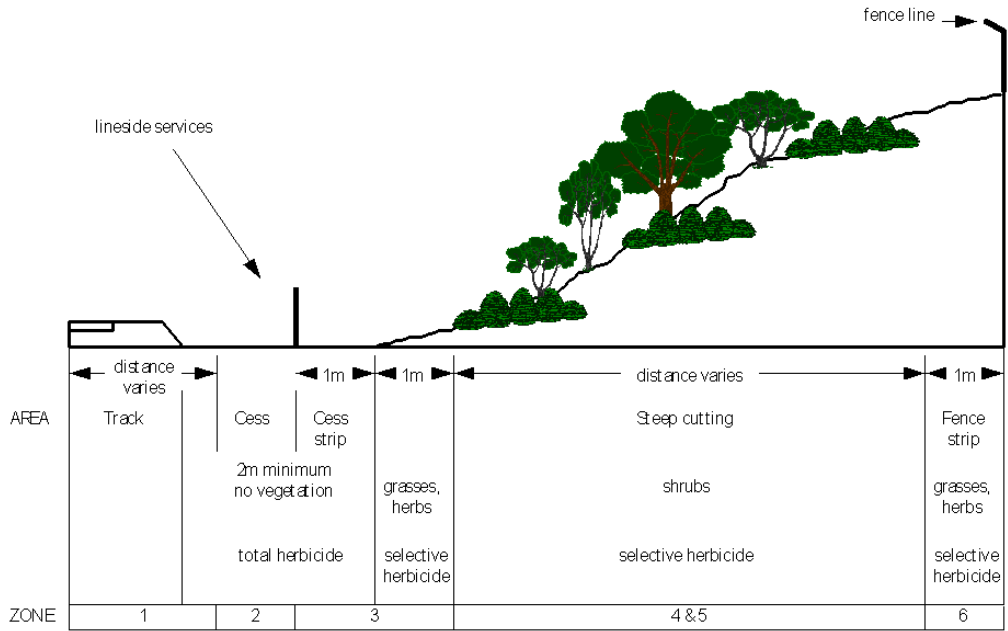 fence line
lineside services
distance
varies
1m
1m
distance varies
1m
AREA
Track
Cess
Cess
strip
Steep cutting
Fence
strip
2m minimum
no vegetation
grasses,
herbs
shrubs
grasses,
herbs
total herbicide
selective
herbicide
selective herbicide
selective
herbicide
ZONE
1
2
3
4 & 5
6